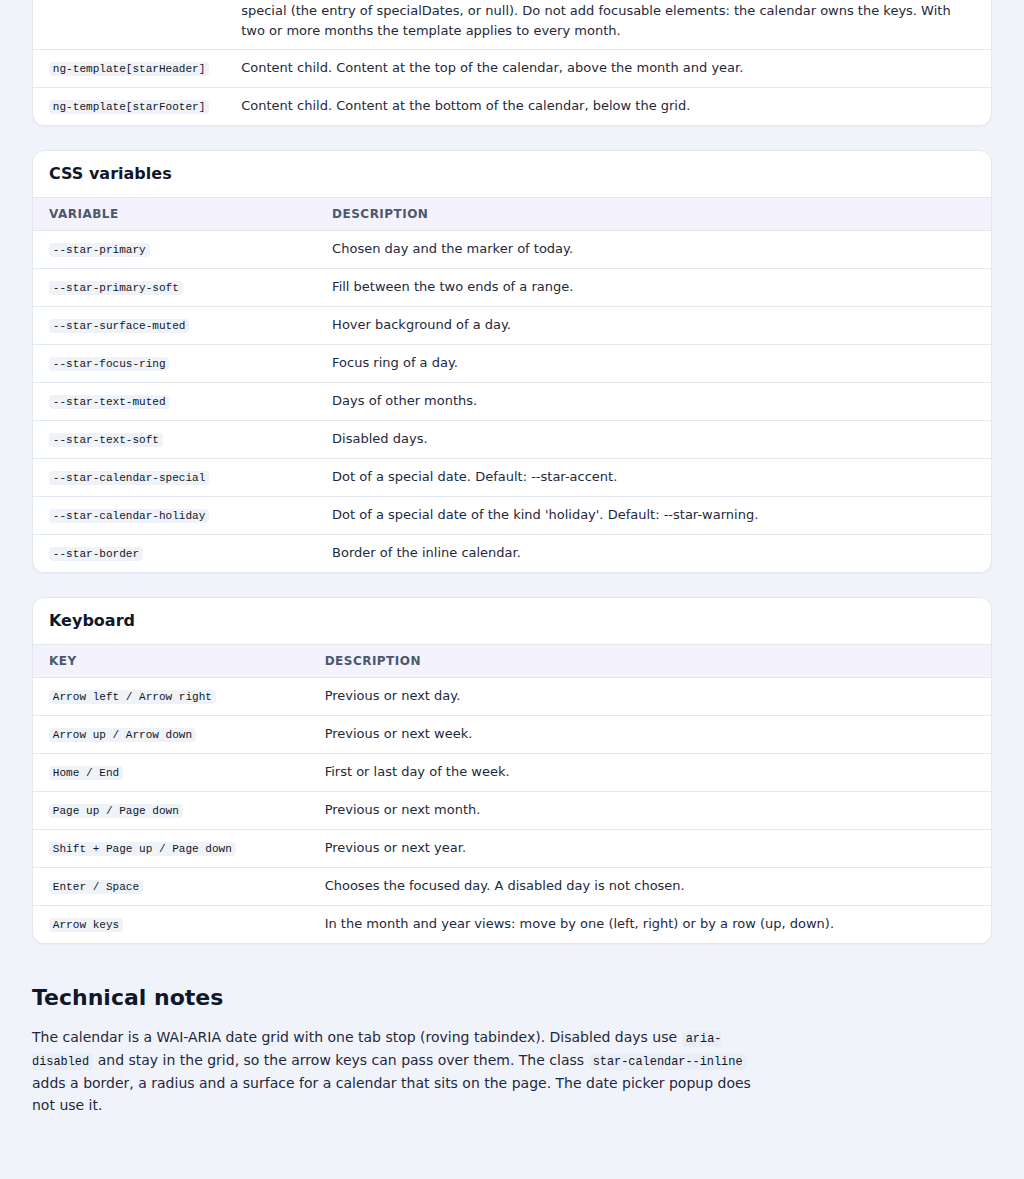 special (the entry of specialDates, or null). Do not add focusable elements: the calendar owns the keys. With
two or more months the template applies to every month.
ng-template[starHeader] Content child. Content at the top of the calendar, above the month and year.
ng-template[starFooter] Content child. Content at the bottom of the calendar, below the grid.
CSS variables
VARIABLE DESCRIPTION
--star-primary Chosen day and the marker of today.
--star-primary-soft Fill between the two ends of a range.
--star-surface-muted Hover background of a day.
--star-focus-ring Focus ring of a day.
--star-text-muted Days of other months.
--star-text-soft Disabled days.
--star-calendar-special Dot of a special date. Default: --star-accent.
--star-calendar-holiday Dot of a special date of the kind 'holiday'. Default: --star-warning.
--star-border Border of the inline calendar.
Keyboard
KEY DESCRIPTION
Arrow left / Arrow right Previous or next day.
Arrow up / Arrow down Previous or next week.
Home / End First or last day of the week.
Page up / Page down Previous or next month.
Shift + Page up / Page down Previous or next year.
Enter / Space Chooses the focused day. A disabled day is not chosen.
Arrow keys In the month and year views: move by one (left, right) or by a row (up, down).
Technical notes
The calendar is a WAI-ARIA date grid with one tab stop (roving tabindex). Disabled days use aria-
disabled and stay in the grid, so the arrow keys can pass over them. The class star-calendar--inline
adds a border, a radius and a surface for a calendar that sits on the page. The date picker popup does
not use it.